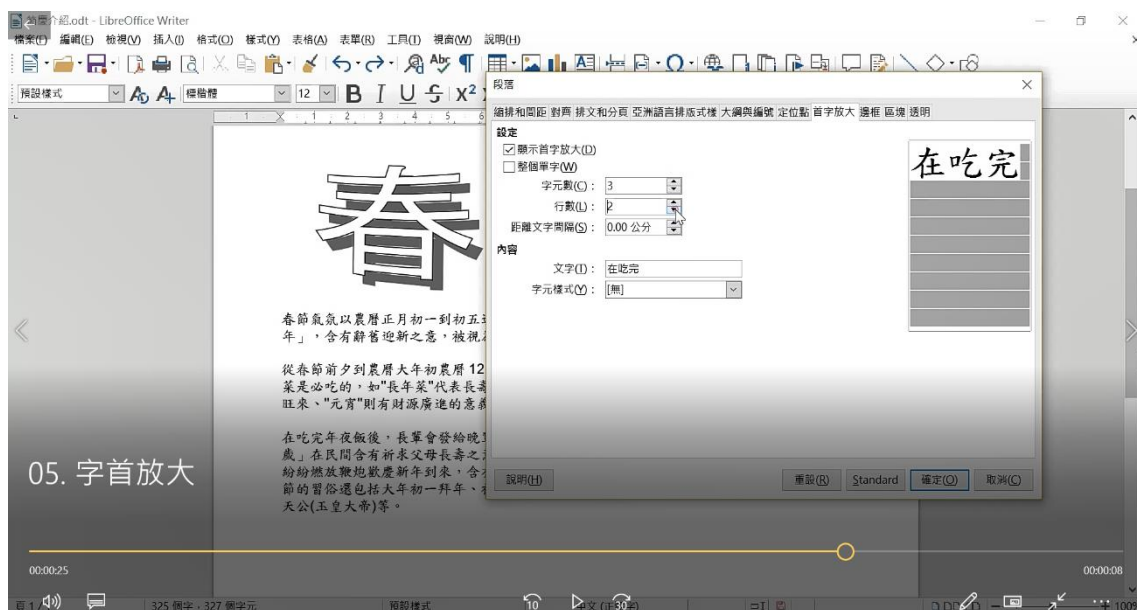 介紹.odt - LibreOffice Writer
檔案(F) 編輯(E) 檢視(V) 插入(I) 格式(O) 樣式(Y) 表格(A) 表單(R) 工具(T) 視窗(W) 說明(H)
預設樣式 標楷體 12
段落
縮排和間距 對齊 排文和分頁 亞洲語言排版式樣 大綱與編號 定位點 首字放大 邊框 區塊 透明
設定
顯示首字放大(D)
整個單字(W)
字元數(C)： 3
行數(L)： 2
距離文字間隔(S)： 0.00 公分
內容
文字(T)： 在吃完
字元樣式(Y)： [無]
在吃完
說明(H) 重設(R) Standard 確定(O) 取消(C)
春
春節氣氛以農曆正月初一到初五
年」，含有辭舊迎新之意，被視
從春節前夕到農曆大年初農曆 12
菜是必吃的，如"長年菜"代表長壽
旺來、"元宵"則有財源廣進的意義
在吃完年夜飯後，長輩會發給晚
歲」在民間含有祈求父母長壽之
紛紛燃放鞭炮歡慶新年到來，含
節的習俗還包括大年初一拜年、
天公(玉皇大帝)等。
05. 字首放大
00:00:25
00:00:08
10 30
325 個字，327 個字元 預設樣式